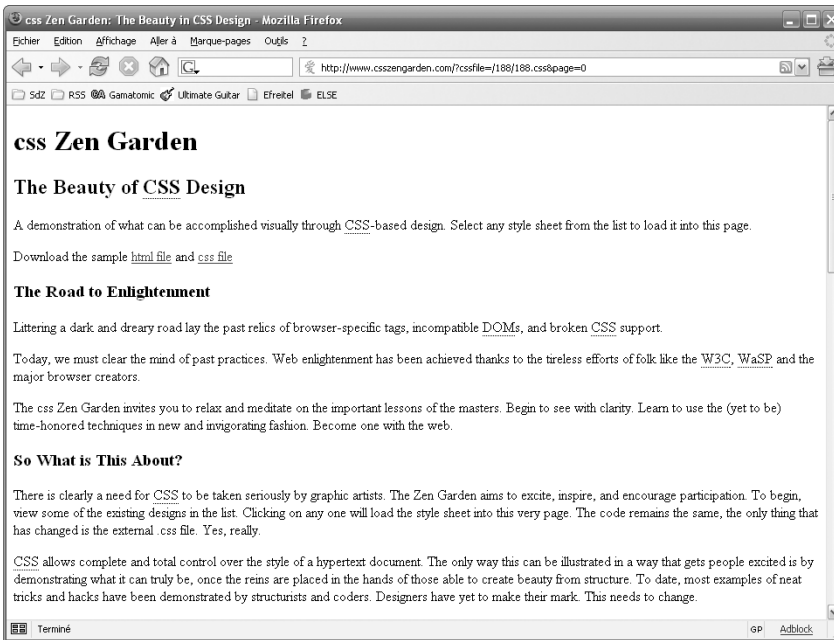 css Zen Garden: The Beauty in CSS Design - Mozilla Firefox
Fichier Edition Affichage Aller à Marque-pages Outils ?
G http://www.csszengarden.com/?cssfile=/188/188.css&page=0
SdZ RSS Gamatomic Ultimate Guitar Efreitel ELSE
css Zen Garden
The Beauty of CSS Design
A demonstration of what can be accomplished visually through CSS-based design. Select any style sheet from the list to load it into this page.
Download the sample html file and css file
The Road to Enlightenment
Littering a dark and dreary road lay the past relics of browser-specific tags, incompatible DOMs, and broken CSS support.
Today, we must clear the mind of past practices. Web enlightenment has been achieved thanks to the tireless efforts of folk like the W3C, WaSP and the
major browser creators.
The css Zen Garden invites you to relax and meditate on the important lessons of the masters. Begin to see with clarity. Learn to use the (yet to be)
time-honored techniques in new and invigorating fashion. Become one with the web.
So What is This About?
There is clearly a need for CSS to be taken seriously by graphic artists. The Zen Garden aims to excite, inspire, and encourage participation. To begin,
view some of the existing designs in the list. Clicking on any one will load the style sheet into this very page. The code remains the same, the only thing that
has changed is the external .css file. Yes, really.
CSS allows complete and total control over the style of a hypertext document. The only way this can be illustrated in a way that gets people excited is by
demonstrating what it can truly be, once the reins are placed in the hands of those able to create beauty from structure. To date, most examples of neat
tricks and hacks have been demonstrated by structurists and coders. Designers have yet to make their mark. This needs to change.
Terminé GP Adblock